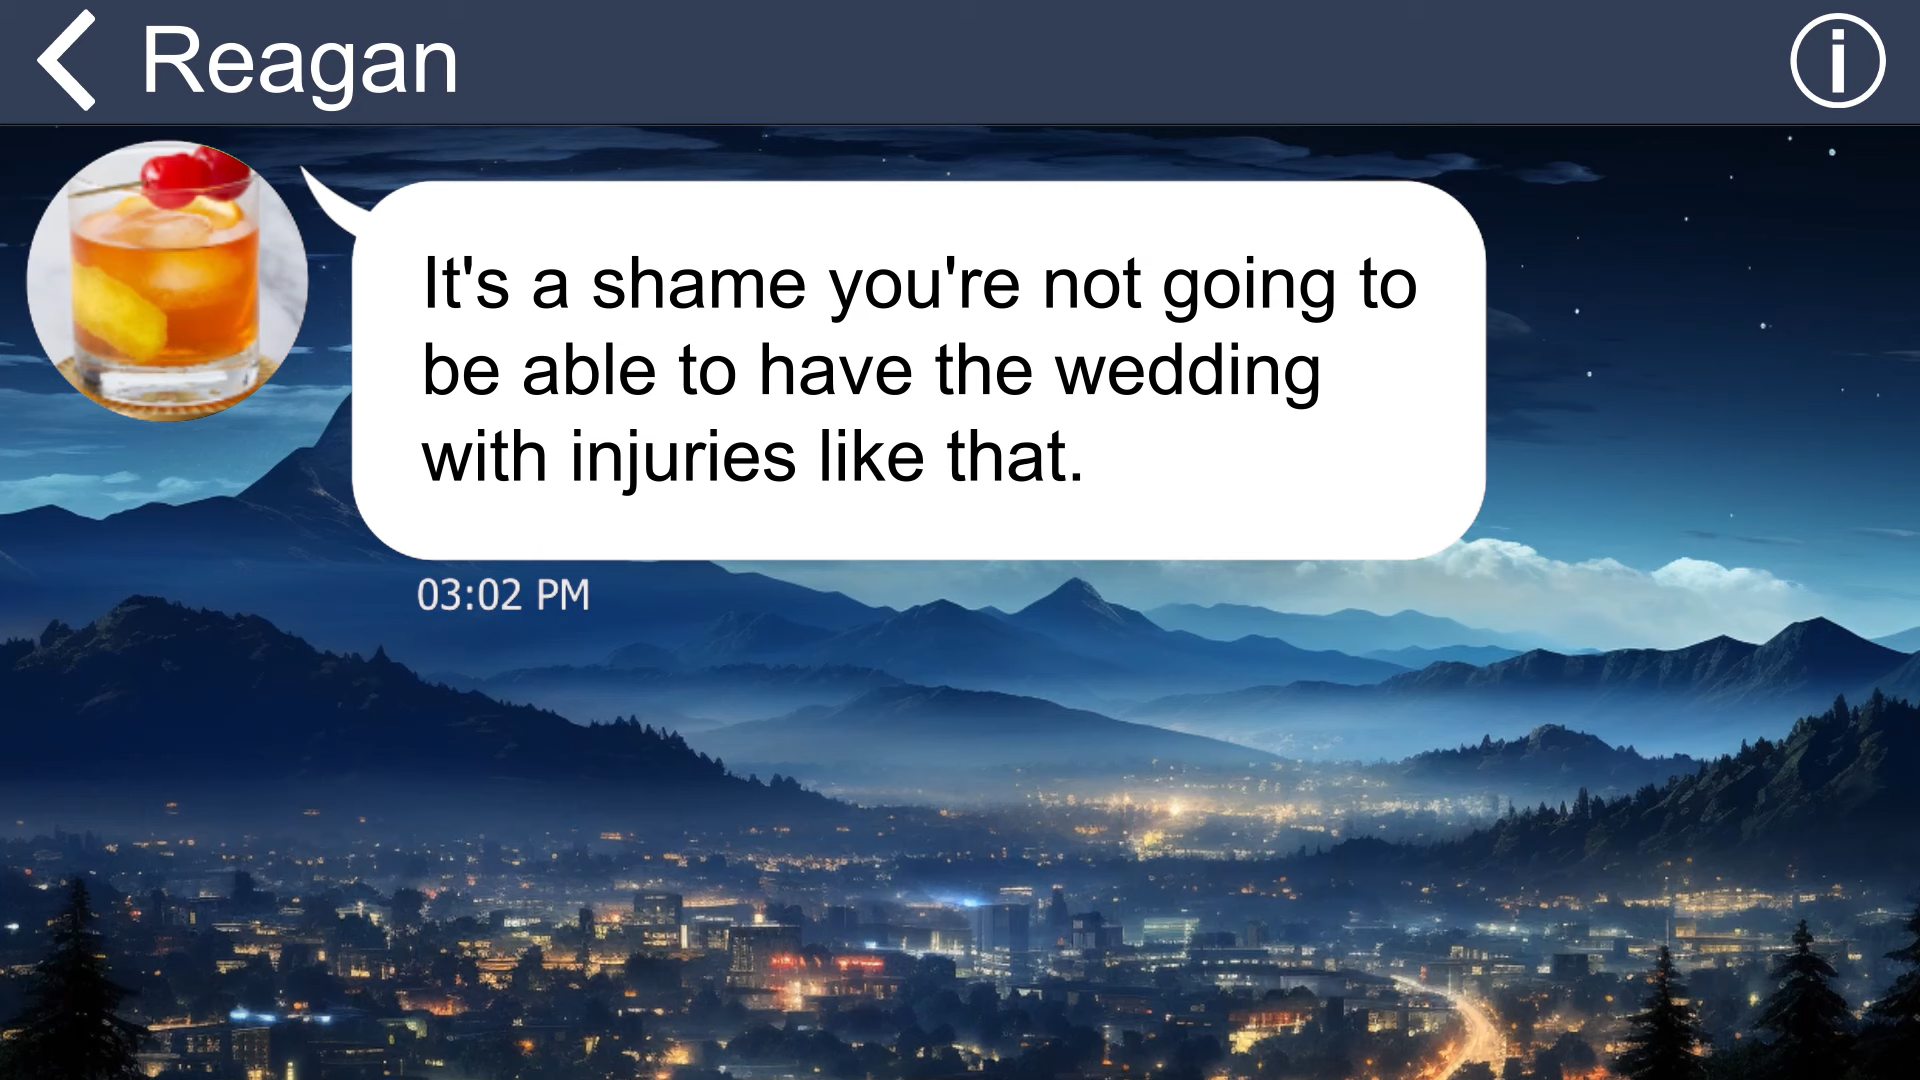 Reagan
It's a shame you're not going to
be able to have the wedding
with injuries like that.
03:02 PM